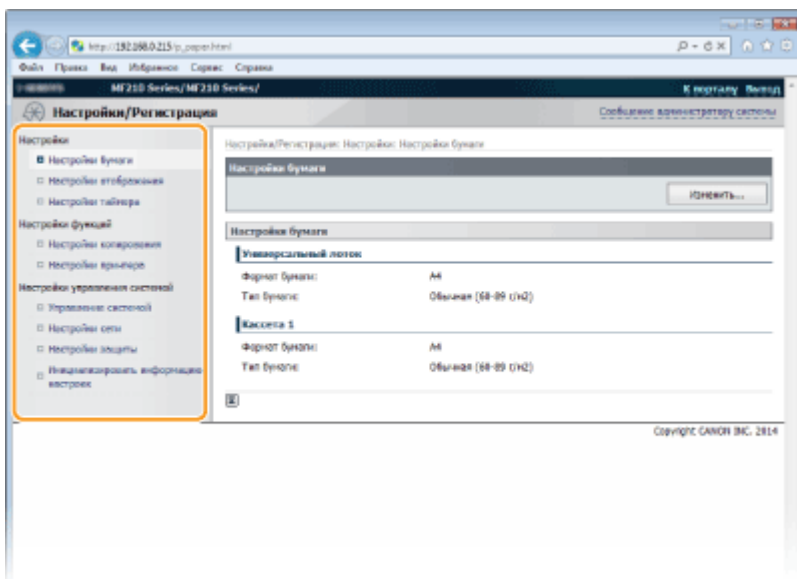 http://192.168.0.215/p_paper.html
Файл Правка Вид Избранное Сервис Справка
MF210 Series/MF210 Series/
К порталу Выход
Настройки/Регистрация
Сообщение администратору системы
Настройки
Настройки бумаги
Настройки отображения
Настройки таймера
Настройки функций
Настройки копирования
Настройки принтера
Настройки управления системой
Управление системой
Настройки сети
Настройки защиты
Инициализировать информацию
настроек
Настройки/Регистрация: Настройки: Настройки бумаги
Настройки бумаги
Изменить...
Настройки бумаги
Универсальный лоток
Формат бумаги: A4
Тип бумаги: Обычная (60-89 г/м2)
Кассета 1
Формат бумаги: A4
Тип бумаги: Обычная (60-89 г/м2)
Copyright CANON INC. 2014